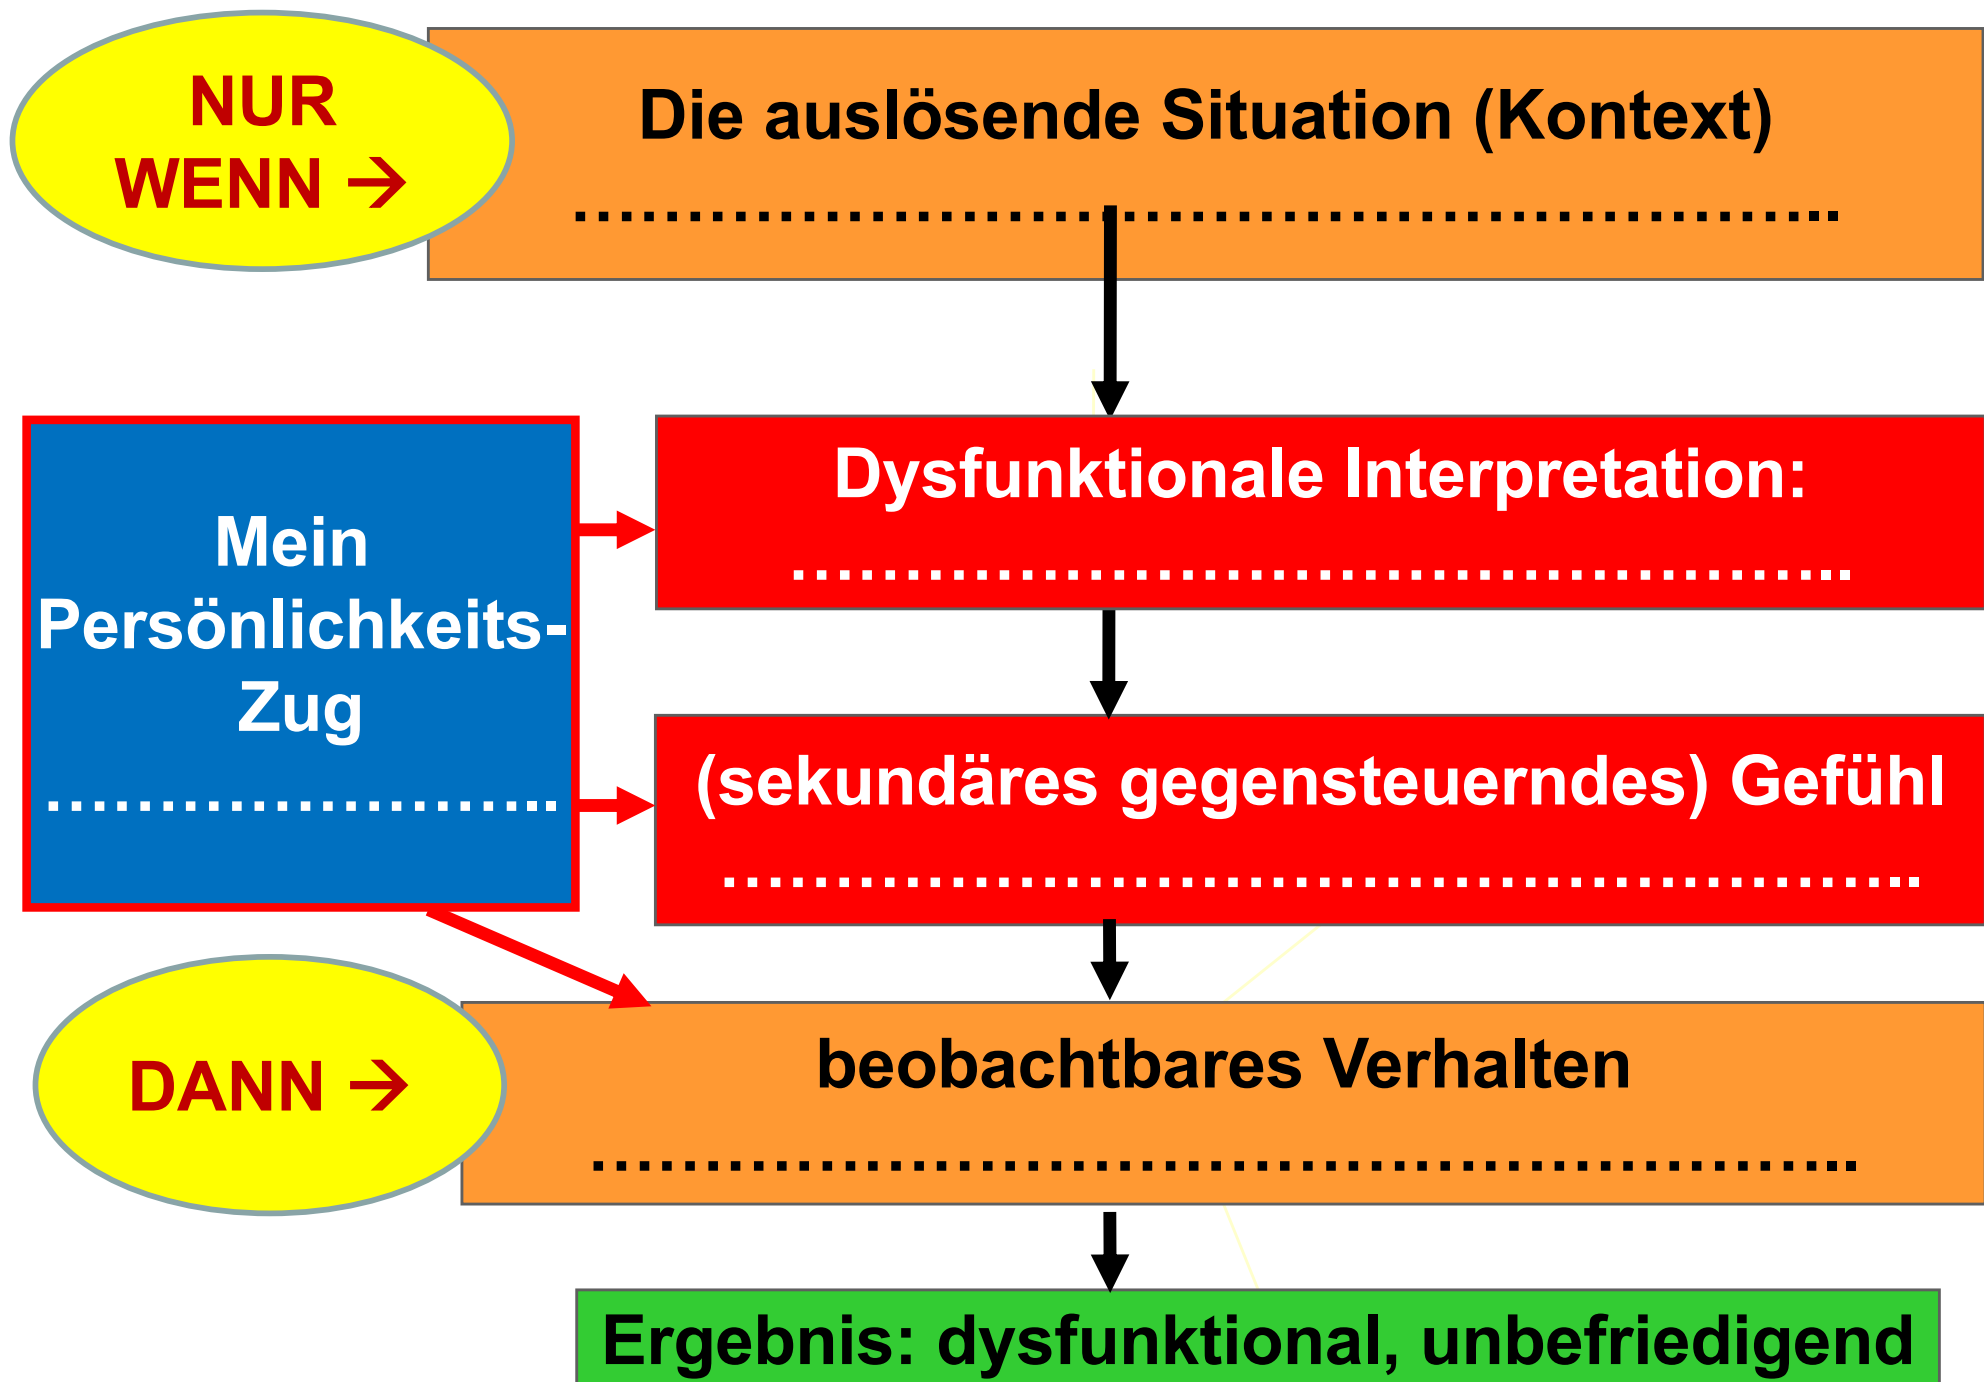 NUR
WENN →
Die auslösende Situation (Kontext)
………………………………………………..
Dysfunktionale Interpretation:
………………………………………..
Mein
Persönlichkeits-
Zug
…………………..
(sekundäres gegensteuerndes) Gefühl
……………………………………………..
DANN →
beobachtbares Verhalten
………………………………………………..
Ergebnis: dysfunktional, unbefriedigend